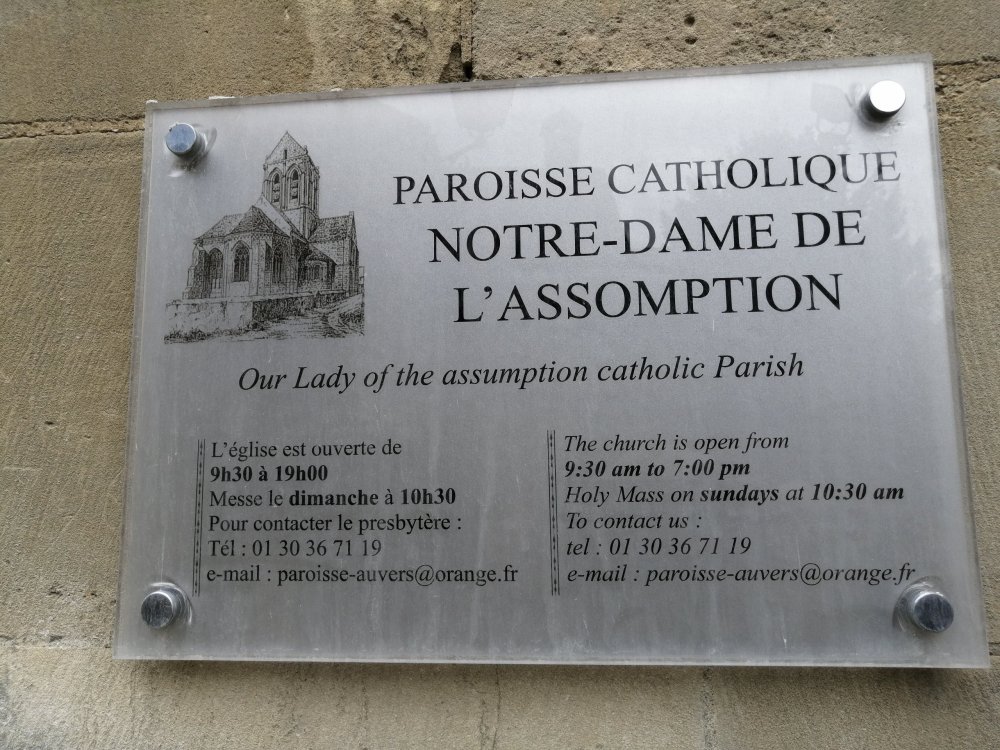 PAROISSE CATHOLIQUE
NOTRE-DAME DE
L'ASSOMPTION
Our Lady of the assumption catholic Parish
L'église est ouverte de
9h30 à 19h00
Messe le dimanche à 10h30
Pour contacter le presbytère :
Tél : 01 30 36 71 19
e-mail : paroisse-auvers@orange.fr
The church is open from
9:30 am to 7:00 pm
Holy Mass on sundays at 10:30 am
To contact us :
tel : 01 30 36 71 19
e-mail : paroisse-auvers@orange.fr